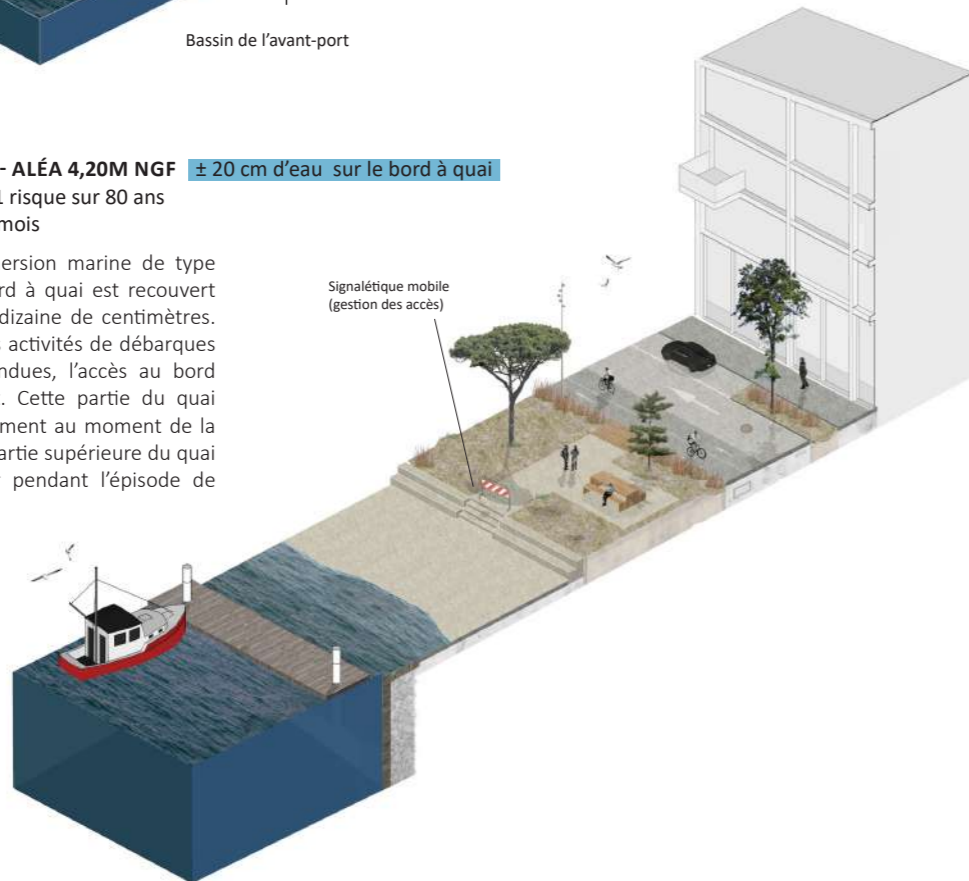 Bassin de l'avant-port
- ALÉA 4,20M NGF ± 20 cm d'eau sur le bord à quai
1 risque sur 80 ans
mois
ersion marine de type
rd à quai est recouvert
dizaine de centimètres.
s activités de débarques
ndues, l'accès au bord
. Cette partie du quai
ment au moment de la
artie supérieure du quai
pendant l'épisode de
Signalétique mobile
(gestion des accès)